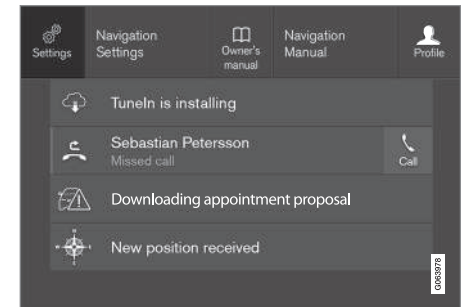 Settings
Navigation
Settings
Owner's
manual
Navigation
Manual
Profile
TuneIn is installing
Sebastian Petersson
Missed call
Call
Downloading appointment proposal
New position received
G063978